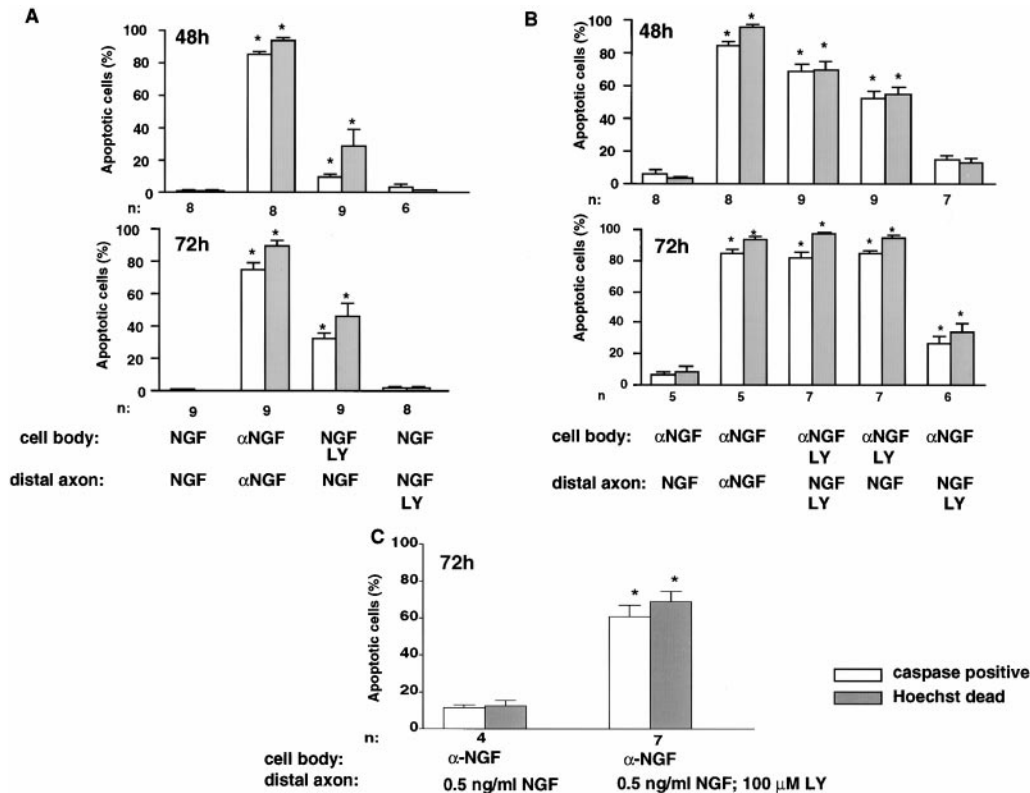 A
48h
Apoptotic cells (%)
100
80
60
40
20
0
* * * *
n: 8 8 9 6
72h
Apoptotic cells (%)
100
80
60
40
20
0
* * * *
n: 9 9 9 8
cell body: NGF αNGF NGF NGF
LY
distal axon: NGF αNGF NGF NGF
LY
B
48h
Apoptotic cells (%)
100
80
60
40
20
0
* * * * * *
n: 8 8 9 9 7
72h
Apoptotic cells (%)
100
80
60
40
20
0
* * * * * * * *
n 5 5 7 7 6
cell body: αNGF αNGF αNGF αNGF αNGF
LY LY
distal axon: NGF αNGF NGF NGF NGF
LY LY
C
72h
Apoptotic cells (%)
100
80
60
40
20
0
* *
n: 4 7
cell body: α-NGF α-NGF
distal axon: 0.5 ng/ml NGF 0.5 ng/ml NGF; 100 μM LY
caspase positive
Hoechst dead